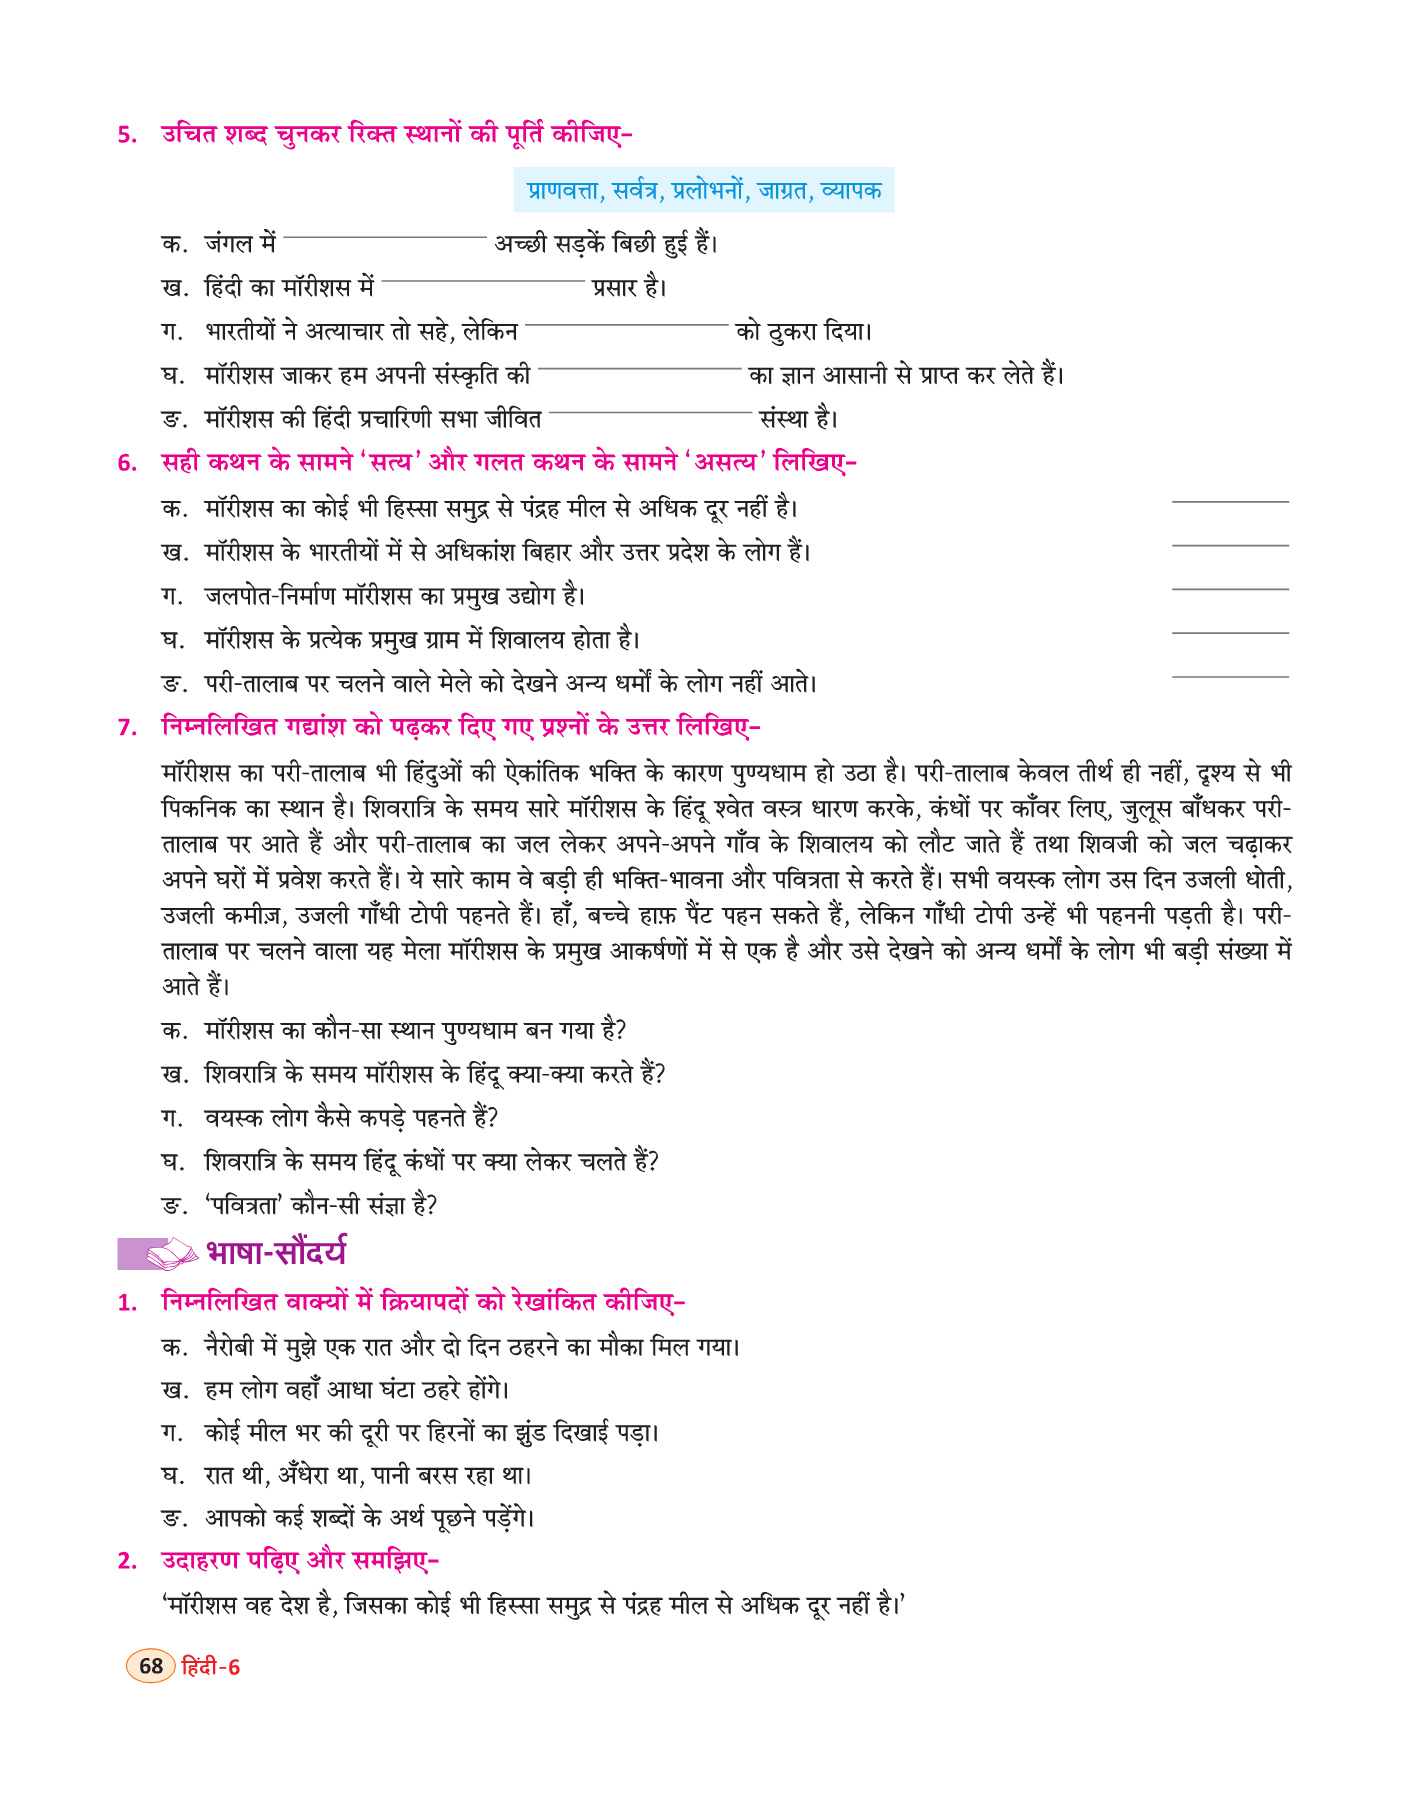 5. उचित शब्द चुनकर रिक्त स्थानों की पूर्ति कीजिए–
प्राणवत्ता, सर्वत्र, प्रलोभनों, जाग्रत, व्यापक
क. जंगल में ____________ अच्छी सड़कें बिछी हुई हैं।
ख. हिंदी का मॉरीशस में ____________ प्रसार है।
ग. भारतीयों ने अत्याचार तो सहे, लेकिन ____________ को ठुकरा दिया।
घ. मॉरीशस जाकर हम अपनी संस्कृति की ____________ का ज्ञान आसानी से प्राप्त कर लेते हैं।
ङ. मॉरीशस की हिंदी प्रचारिणी सभा जीवित ____________ संस्था है।
6. सही कथन के सामने ‘सत्य’ और गलत कथन के सामने ‘असत्य’ लिखिए–
क. मॉरीशस का कोई भी हिस्सा समुद्र से पंद्रह मील से अधिक दूर नहीं है। ____________
ख. मॉरीशस के भारतीयों में से अधिकांश बिहार और उत्तर प्रदेश के लोग हैं। ____________
ग. जलपोत-निर्माण मॉरीशस का प्रमुख उद्योग है। ____________
घ. मॉरीशस के प्रत्येक प्रमुख ग्राम में शिवालय होता है। ____________
ङ. परी-तालाब पर चलने वाले मेले को देखने अन्य धर्मों के लोग नहीं आते। ____________
7. निम्नलिखित गद्यांश को पढ़कर दिए गए प्रश्नों के उत्तर लिखिए–
मॉरीशस का परी-तालाब भी हिंदुओं की ऐकांतिक भक्ति के कारण पुण्यधाम हो उठा है। परी-तालाब केवल तीर्थ ही नहीं, दृश्य से भी
पिकनिक का स्थान है। शिवरात्रि के समय सारे मॉरीशस के हिंदू श्वेत वस्त्र धारण करके, कंधों पर काँवर लिए, जुलूस बाँधकर परी-
तालाब पर आते हैं और परी-तालाब का जल लेकर अपने-अपने गाँव के शिवालय को लौट जाते हैं तथा शिवजी को जल चढ़ाकर
अपने घरों में प्रवेश करते हैं। ये सारे काम वे बड़ी ही भक्ति-भावना और पवित्रता से करते हैं। सभी वयस्क लोग उस दिन उजली धोती,
उजली कमीज़, उजली गाँधी टोपी पहनते हैं। हाँ, बच्चे हाफ़ पैंट पहन सकते हैं, लेकिन गाँधी टोपी उन्हें भी पहननी पड़ती है। परी-
तालाब पर चलने वाला यह मेला मॉरीशस के प्रमुख आकर्षणों में से एक है और उसे देखने को अन्य धर्मों के लोग भी बड़ी संख्या में
आते हैं।
क. मॉरीशस का कौन-सा स्थान पुण्यधाम बन गया है?
ख. शिवरात्रि के समय मॉरीशस के हिंदू क्या-क्या करते हैं?
ग. वयस्क लोग कैसे कपड़े पहनते हैं?
घ. शिवरात्रि के समय हिंदू कंधों पर क्या लेकर चलते हैं?
ङ. ‘पवित्रता’ कौन-सी संज्ञा है?
भाषा-सौंदर्य
1. निम्नलिखित वाक्यों में क्रियापदों को रेखांकित कीजिए–
क. नैरोबी में मुझे एक रात और दो दिन ठहरने का मौका मिल गया।
ख. हम लोग वहाँ आधा घंटा ठहरे होंगे।
ग. कोई मील भर की दूरी पर हिरनों का झुंड दिखाई पड़ा।
घ. रात थी, अँधेरा था, पानी बरस रहा था।
ङ. आपको कई शब्दों के अर्थ पूछने पड़ेंगे।
2. उदाहरण पढ़िए और समझिए–
‘मॉरीशस वह देश है, जिसका कोई भी हिस्सा समुद्र से पंद्रह मील से अधिक दूर नहीं है।’
68 हिंदी-6